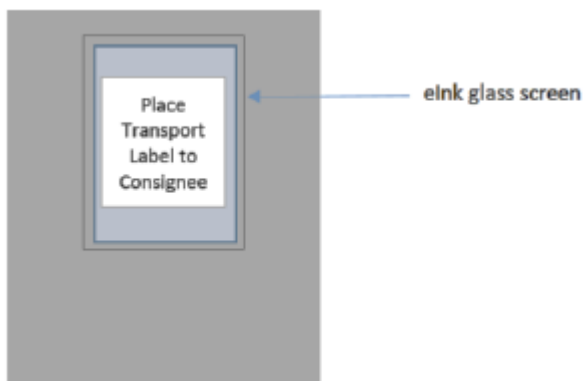 Place
Transport
Label to
Consignee
eInk glass screen